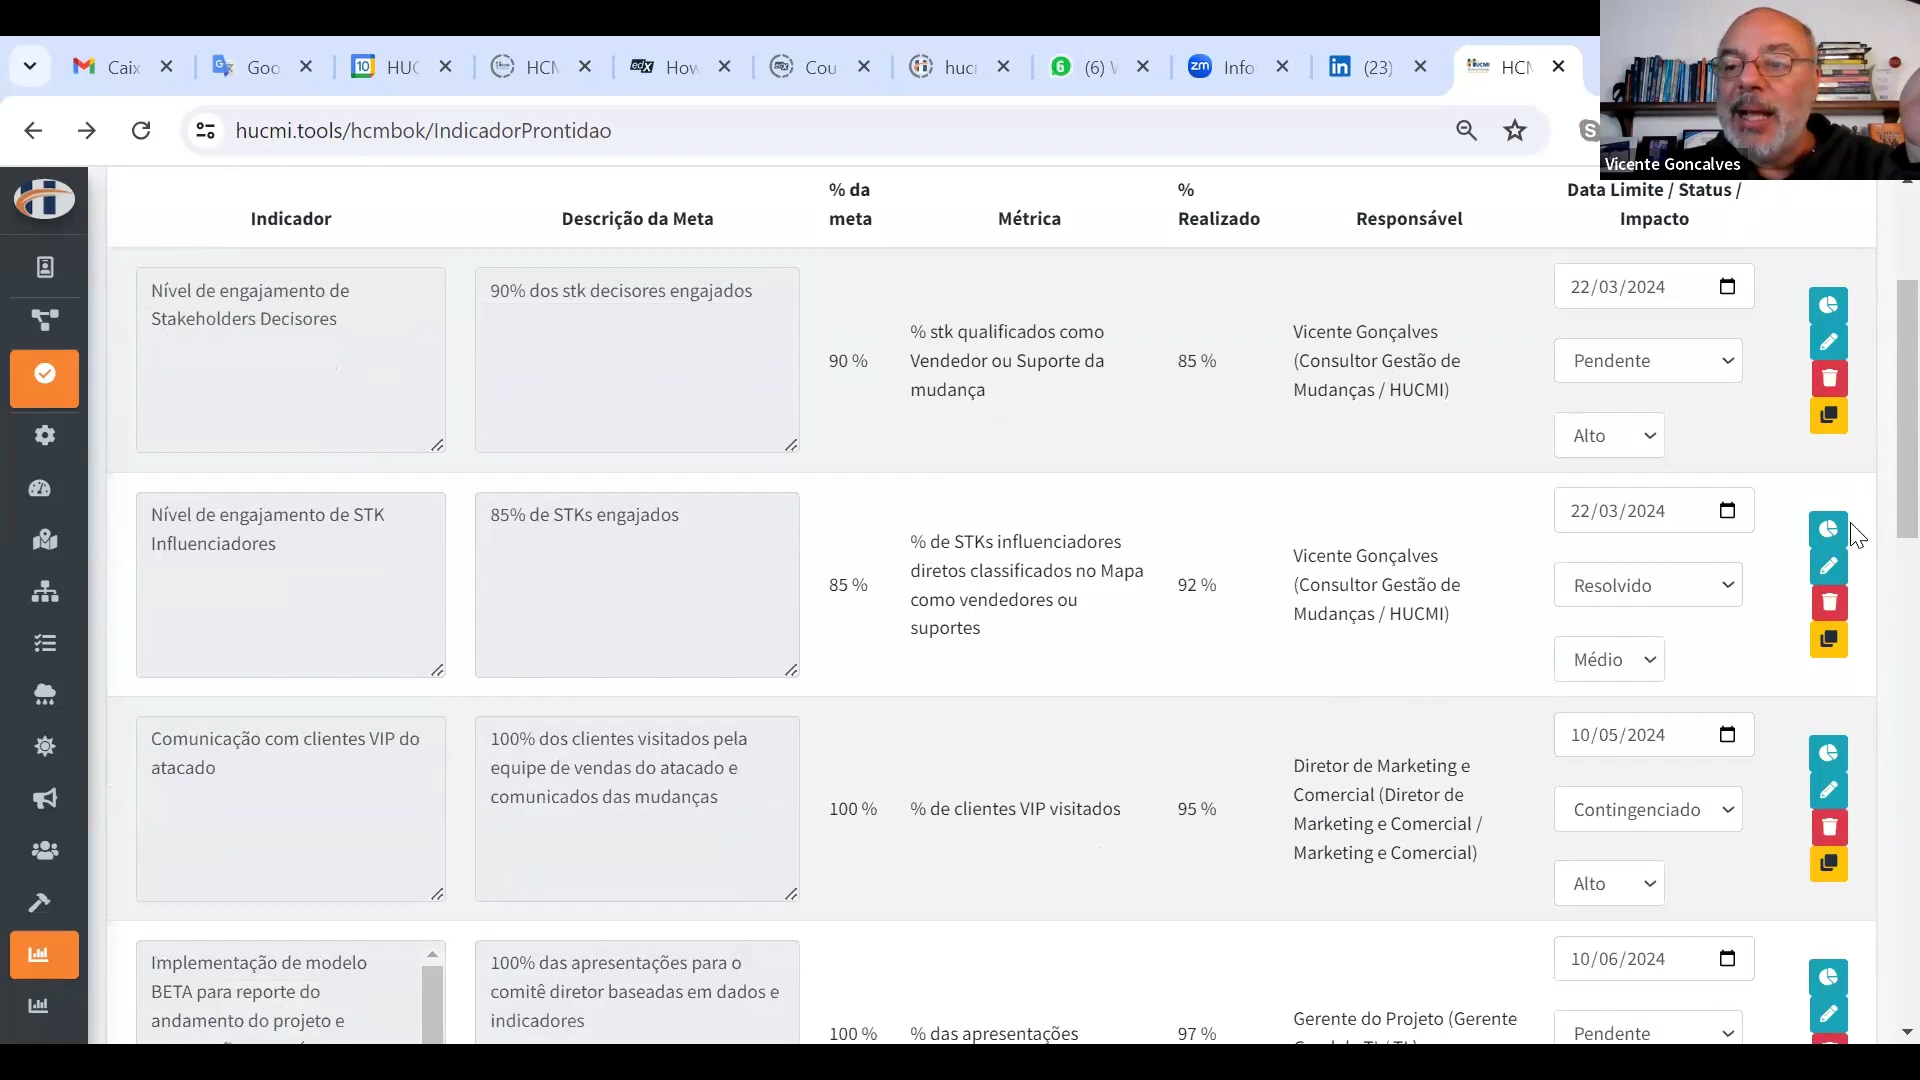 Caix
Goo
10
HUC
HCM
edX
How
Cou
huc
6
(6)
zm
Info
in
(23)
HUCMI
HCM
hucmi.tools/hcmbok/IndicadorProntidao
S
Vicente Goncalves
Indicador
Descrição da Meta
% da
meta
Métrica
%
Realizado
Responsável
Data Limite / Status /
Impacto
Nível de engajamento de
Stakeholders Decisores
90% dos stk decisores engajados
90 %
% stk qualificados como
Vendedor ou Suporte da
mudança
85 %
Vicente Gonçalves
(Consultor Gestão de
Mudanças / HUCMI)
22/03/2024
Pendente
Alto
Nível de engajamento de STK
Influenciadores
85% de STKs engajados
85 %
% de STKs influenciadores
diretos classificados no Mapa
como vendedores ou
suportes
92 %
Vicente Gonçalves
(Consultor Gestão de
Mudanças / HUCMI)
22/03/2024
Resolvido
Médio
Comunicação com clientes VIP do
atacado
100% dos clientes visitados pela
equipe de vendas do atacado e
comunicados das mudanças
100 %
% de clientes VIP visitados
95 %
Diretor de Marketing e
Comercial (Diretor de
Marketing e Comercial /
Marketing e Comercial)
10/05/2024
Contingenciado
Alto
Implementação de modelo
BETA para reporte do
andamento do projeto e
100% das apresentações para o
comitê diretor baseadas em dados e
indicadores
100 %
% das apresentações
97 %
Gerente do Projeto (Gerente
10/06/2024
Pendente